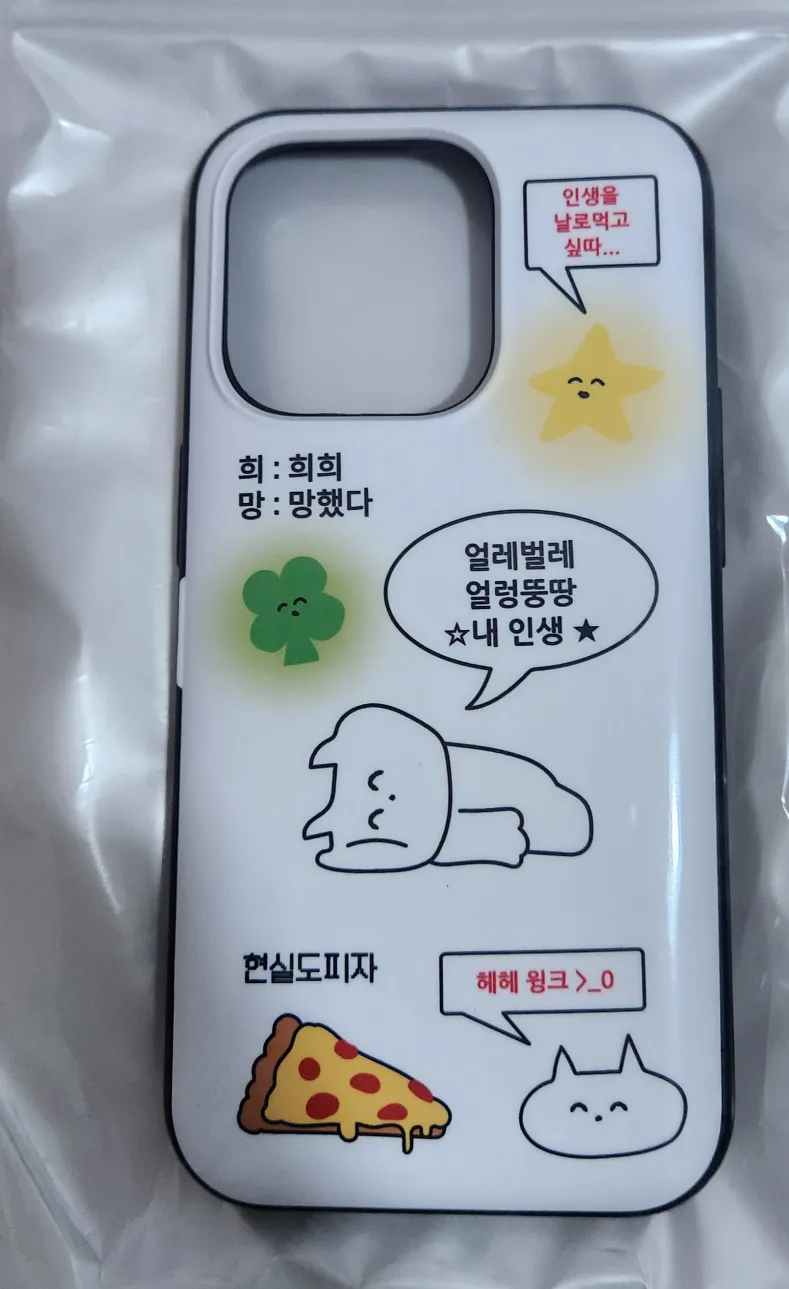 인생을
날로먹고
싶따...
희 : 희희
망 : 망했다
얼레벌레
얼렁뚱땅
☆내 인생 ★
현실도피자
헤헤 윙크 >_0